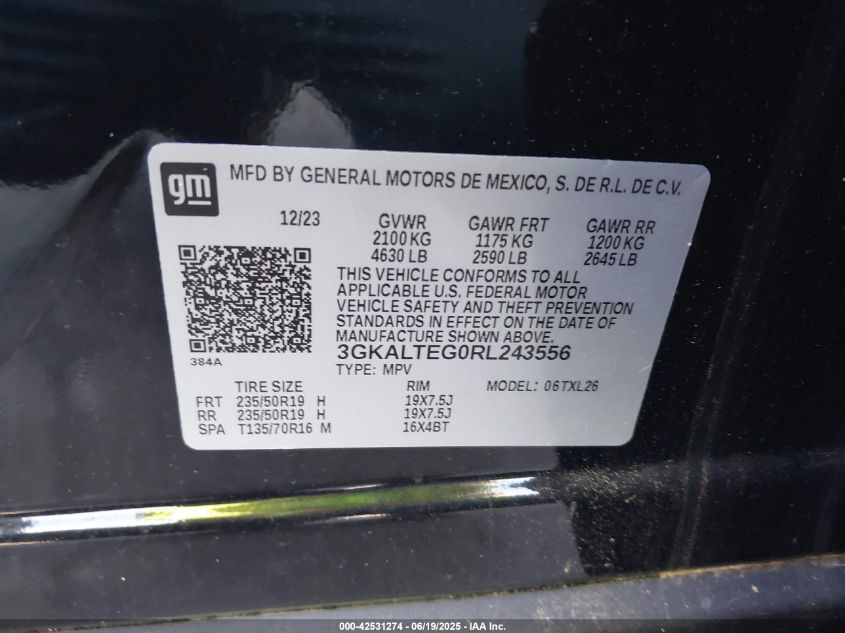 gm
MFD BY GENERAL MOTORS DE MEXICO, S. DE R.L. DE C.V.
12/23 GVWR GAWR FRT GAWR RR
2100 KG 1175 KG 1200 KG
4630 LB 2590 LB 2645 LB
THIS VEHICLE CONFORMS TO ALL
APPLICABLE U.S. FEDERAL MOTOR
VEHICLE SAFETY AND THEFT PREVENTION
STANDARDS IN EFFECT ON THE DATE OF
MANUFACTURE SHOWN ABOVE.
3GKALTEG0RL243556
384A
TYPE: MPV
TIRE SIZE RIM MODEL: 06TXL26
FRT 235/50R19 H 19X7.5J
RR 235/50R19 H 19X7.5J
SPA T135/70R16 M 16X4BT
000-42531274 - 06/19/2025 - IAA Inc.